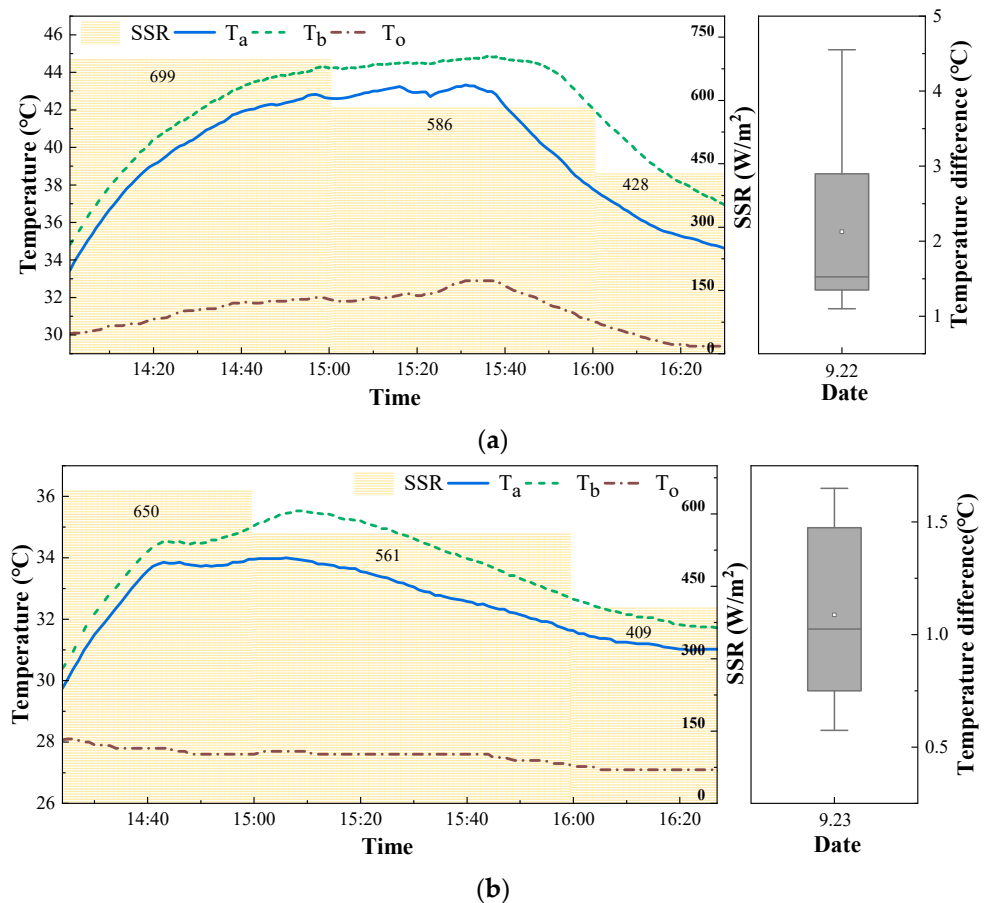 SSR Ta Tb To
699
586
428
46
44
42
40
38
36
34
32
30
Temperature (°C)
750
600
450
300
150
0
SSR (W/m²)
14:20 14:40 15:00 15:20 15:40 16:00 16:20
Time
5
4
3
2
1
Temperature difference (°C)
9.22
Date
(a)
SSR Ta Tb To
650
561
409
36
34
32
30
28
26
Temperature (°C)
600
450
300
150
0
SSR (W/m²)
14:40 15:00 15:20 15:40 16:00 16:20
Time
1.5
1.0
0.5
Temperature difference(°C)
9.23
Date
(b)